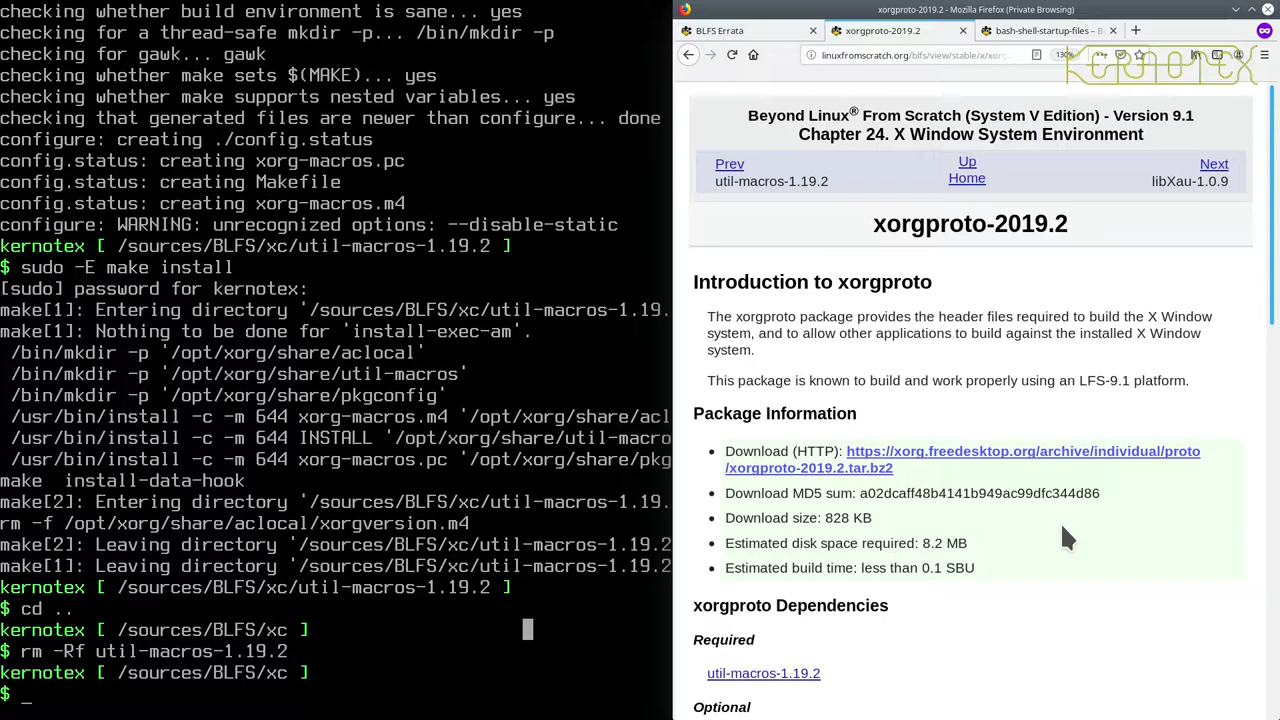 checking whether build environment is sane... yes
checking for a thread-safe mkdir -p... /bin/mkdir -p
checking for gawk... gawk
checking whether make sets $(MAKE)... yes
checking whether make supports nested variables... yes
checking that generated files are newer than configure... done
configure: creating ./config.status
config.status: creating xorg-macros.pc
config.status: creating Makefile
config.status: creating xorg-macros.m4
configure: WARNING: unrecognized options: --disable-static
kernotex [ /sources/BLFS/xc/util-macros-1.19.2 ]
$ sudo -E make install
[sudo] password for kernotex:
make[1]: Entering directory '/sources/BLFS/xc/util-macros-1.19.
make[1]: Nothing to be done for 'install-exec-am'.
/bin/mkdir -p '/opt/xorg/share/aclocal'
/bin/mkdir -p '/opt/xorg/share/util-macros'
/bin/mkdir -p '/opt/xorg/share/pkgconfig'
/usr/bin/install -c -m 644 xorg-macros.m4 '/opt/xorg/share/acl
/usr/bin/install -c -m 644 INSTALL '/opt/xorg/share/util-macro
/usr/bin/install -c -m 644 xorg-macros.pc '/opt/xorg/share/pkg
make  install-data-hook
make[2]: Entering directory '/sources/BLFS/xc/util-macros-1.19.
rm -f /opt/xorg/share/aclocal/xorgversion.m4
make[2]: Leaving directory '/sources/BLFS/xc/util-macros-1.19.2
make[1]: Leaving directory '/sources/BLFS/xc/util-macros-1.19.2
kernotex [ /sources/BLFS/xc/util-macros-1.19.2 ]
$ cd ..
kernotex [ /sources/BLFS/xc ]
$ rm -Rf util-macros-1.19.2
kernotex [ /sources/BLFS/xc ]
$ _
xorgproto-2019.2 - Mozilla Firefox (Private Browsing)
BLFS Errata
xorgproto-2019.2
bash-shell-startup-files – B
linuxfromscratch.org/blfs/view/stable/x/xorg
130%
KERNOTEX
Beyond Linux® From Scratch (System V Edition) - Version 9.1
Chapter 24. X Window System Environment
Prev
Up
Next
util-macros-1.19.2
Home
libXau-1.0.9
xorgproto-2019.2
Introduction to xorgproto
The xorgproto package provides the header files required to build the X Window
system, and to allow other applications to build against the installed X Window
system.
This package is known to build and work properly using an LFS-9.1 platform.
Package Information
• Download (HTTP): https://xorg.freedesktop.org/archive/individual/proto
/xorgproto-2019.2.tar.bz2
• Download MD5 sum: a02dcaff48b4141b949ac99dfc344d86
• Download size: 828 KB
• Estimated disk space required: 8.2 MB
• Estimated build time: less than 0.1 SBU
xorgproto Dependencies
Required
util-macros-1.19.2
Optional